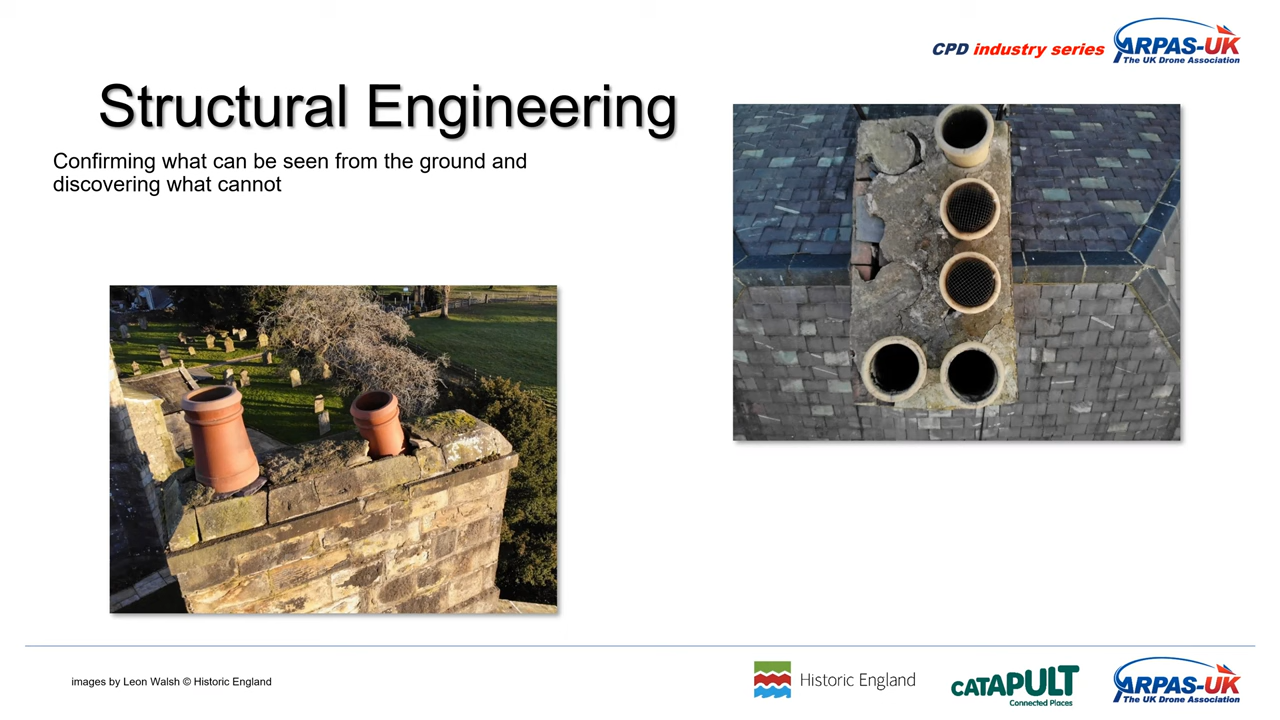 CPD industry series
ARPAS-UK
The UK Drone Association
Structural Engineering
Confirming what can be seen from the ground and
discovering what cannot
images by Leon Walsh © Historic England
Historic England
CATAPULT
Connected Places
ARPAS-UK
The UK Drone Association